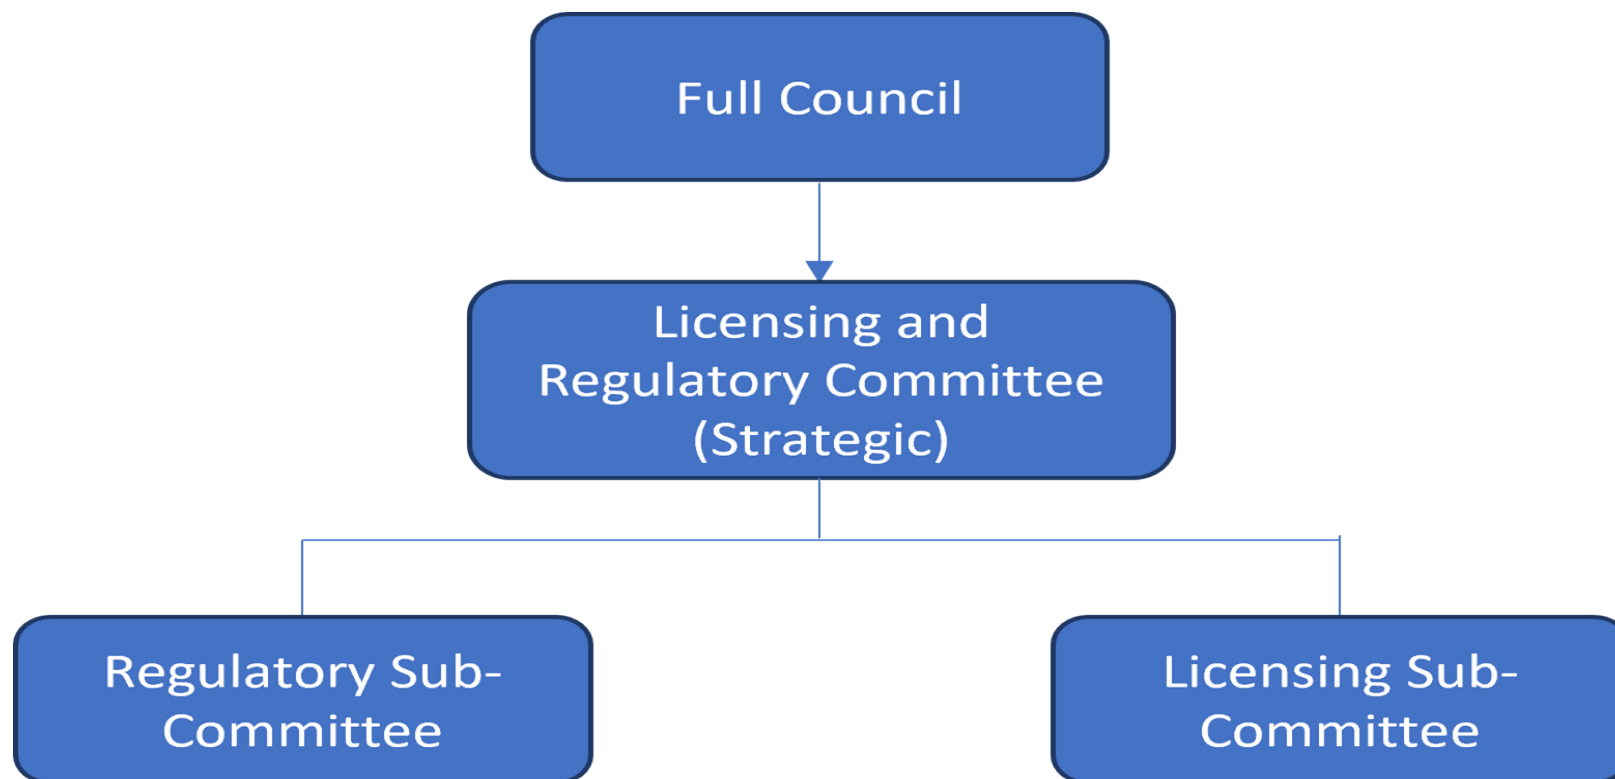 Full Council
Licensing and
Regulatory Committee
(Strategic)
Regulatory Sub-
Committee
Licensing Sub-
Committee